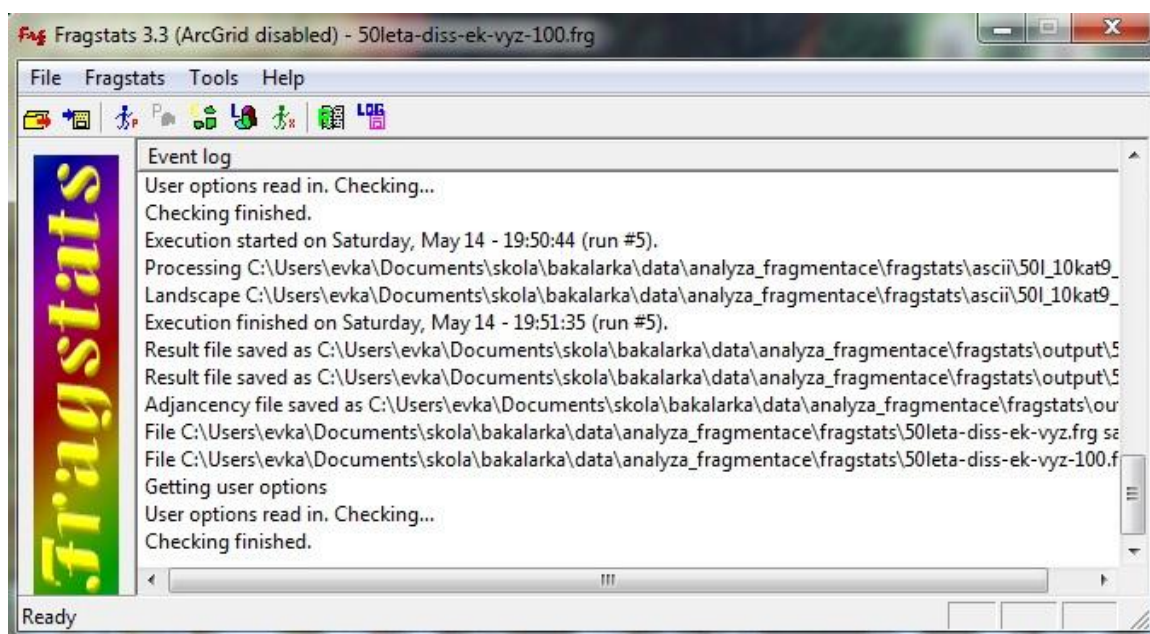 Frg Fragstats 3.3 (ArcGrid disabled) - 50leta-diss-ek-vyz-100.frg
File Fragstats Tools Help
LOG
Fragstats
Event log
User options read in. Checking...
Checking finished.
Execution started on Saturday, May 14 - 19:50:44 (run #5).
Processing C:\Users\evka\Documents\skola\bakalarka\data\analyza_fragmentace\fragstats\ascii\50l_10kat9_
Landscape C:\Users\evka\Documents\skola\bakalarka\data\analyza_fragmentace\fragstats\ascii\50l_10kat9_
Execution finished on Saturday, May 14 - 19:51:35 (run #5).
Result file saved as C:\Users\evka\Documents\skola\bakalarka\data\analyza_fragmentace\fragstats\output\5
Result file saved as C:\Users\evka\Documents\skola\bakalarka\data\analyza_fragmentace\fragstats\output\5
Adjancency file saved as C:\Users\evka\Documents\skola\bakalarka\data\analyza_fragmentace\fragstats\ou
File C:\Users\evka\Documents\skola\bakalarka\data\analyza_fragmentace\fragstats\50leta-diss-ek-vyz.frg sa
File C:\Users\evka\Documents\skola\bakalarka\data\analyza_fragmentace\fragstats\50leta-diss-ek-vyz-100.f
Getting user options
User options read in. Checking...
Checking finished.
Ready